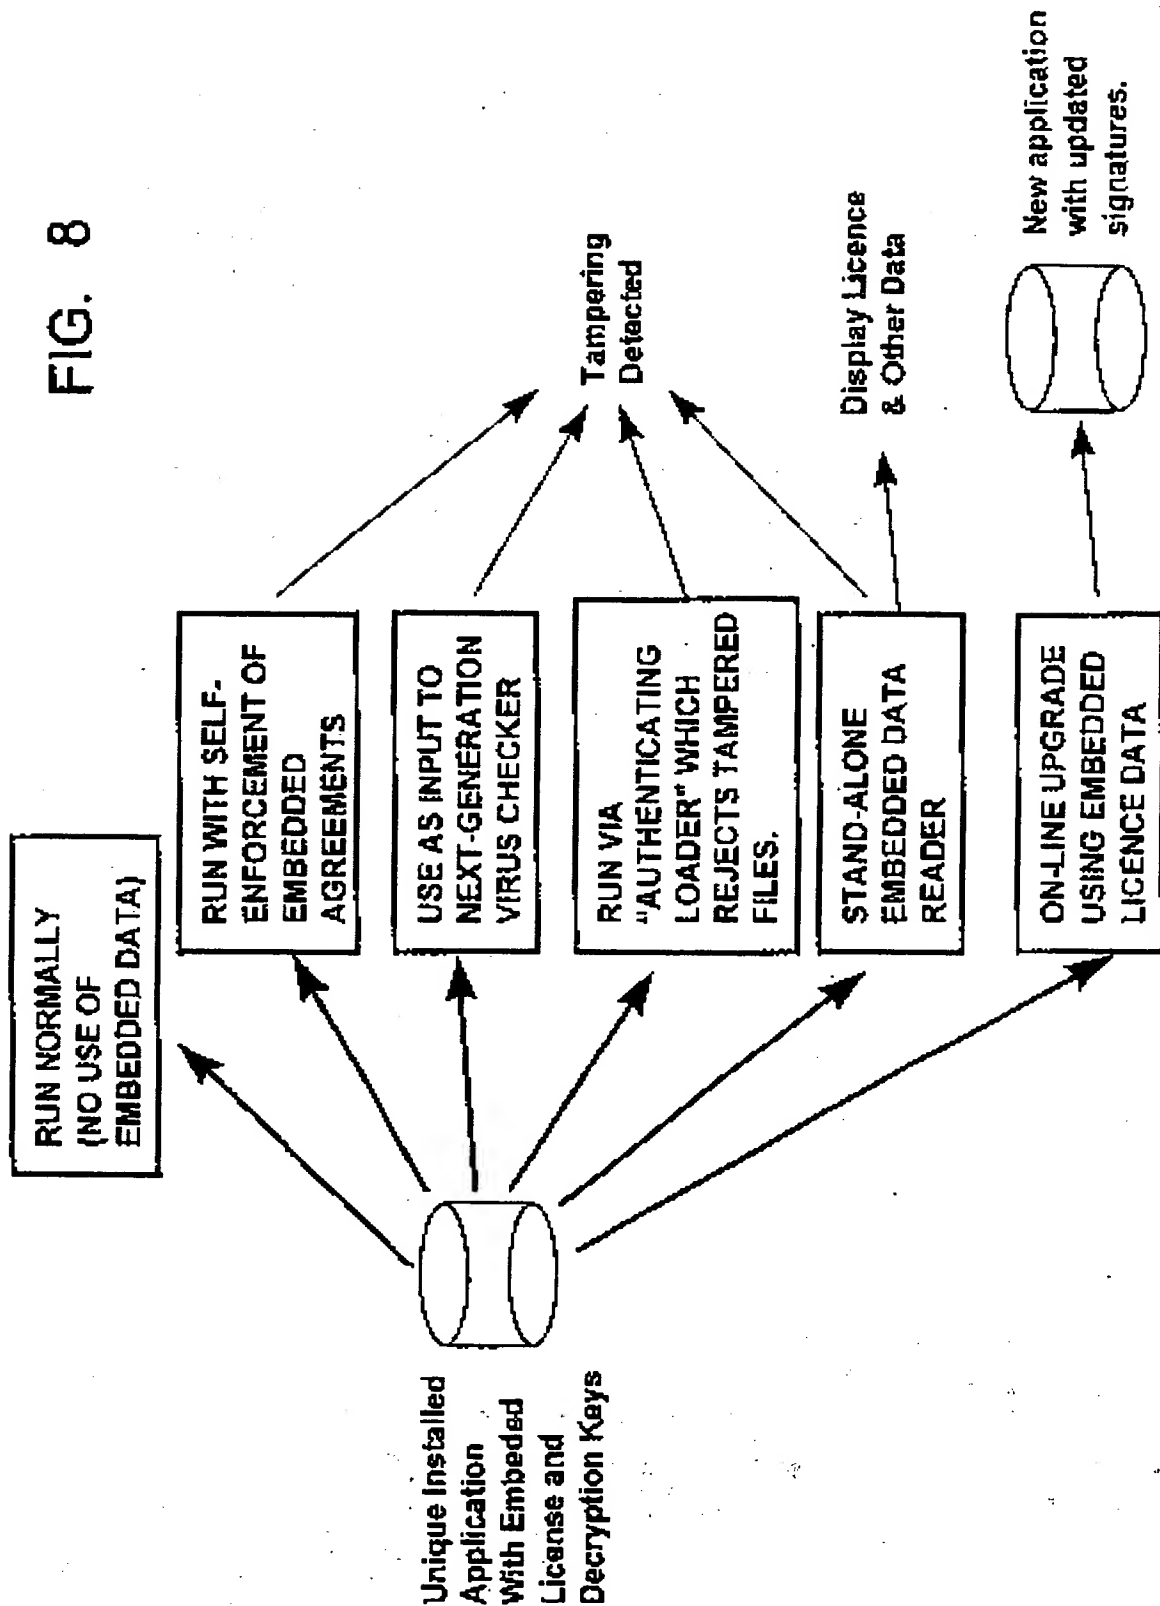 FIG. 8
RUN NORMALLY
(NO USE OF
EMBEDDED DATA)
RUN WITH SELF-
ENFORCEMENT OF
EMBEDDED
AGREEMENTS
USE AS INPUT TO
NEXT-GENERATION
VIRUS CHECKER
RUN VIA
"AUTHENTICATING
LOADER" WHICH
REJECTS TAMPERED
FILES.
STAND-ALONE
EMBEDDED DATA
READER
ON-LINE UPGRADE
USING EMBEDDED
LICENCE DATA
Unique Installed
Application
With Embeded
License and
Decryption Keys
Tampering
Detected
Display Licence
& Other Data
New application
with updated
signatures.